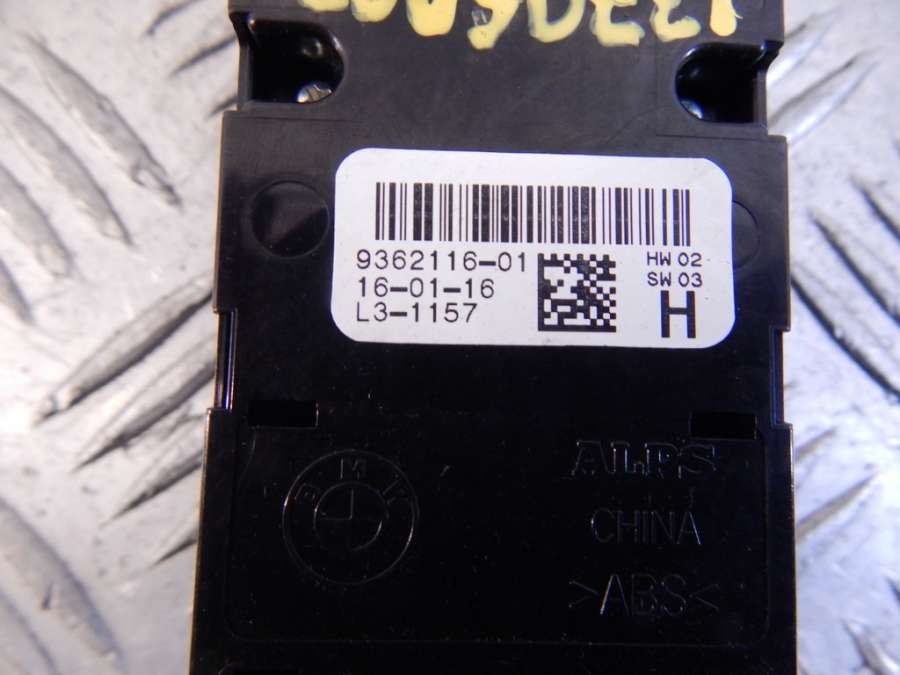 9362116-01
HW 02
16-01-16
SW 03
L3-1157
H
BMW
ALPS
CHINA
>ABS<